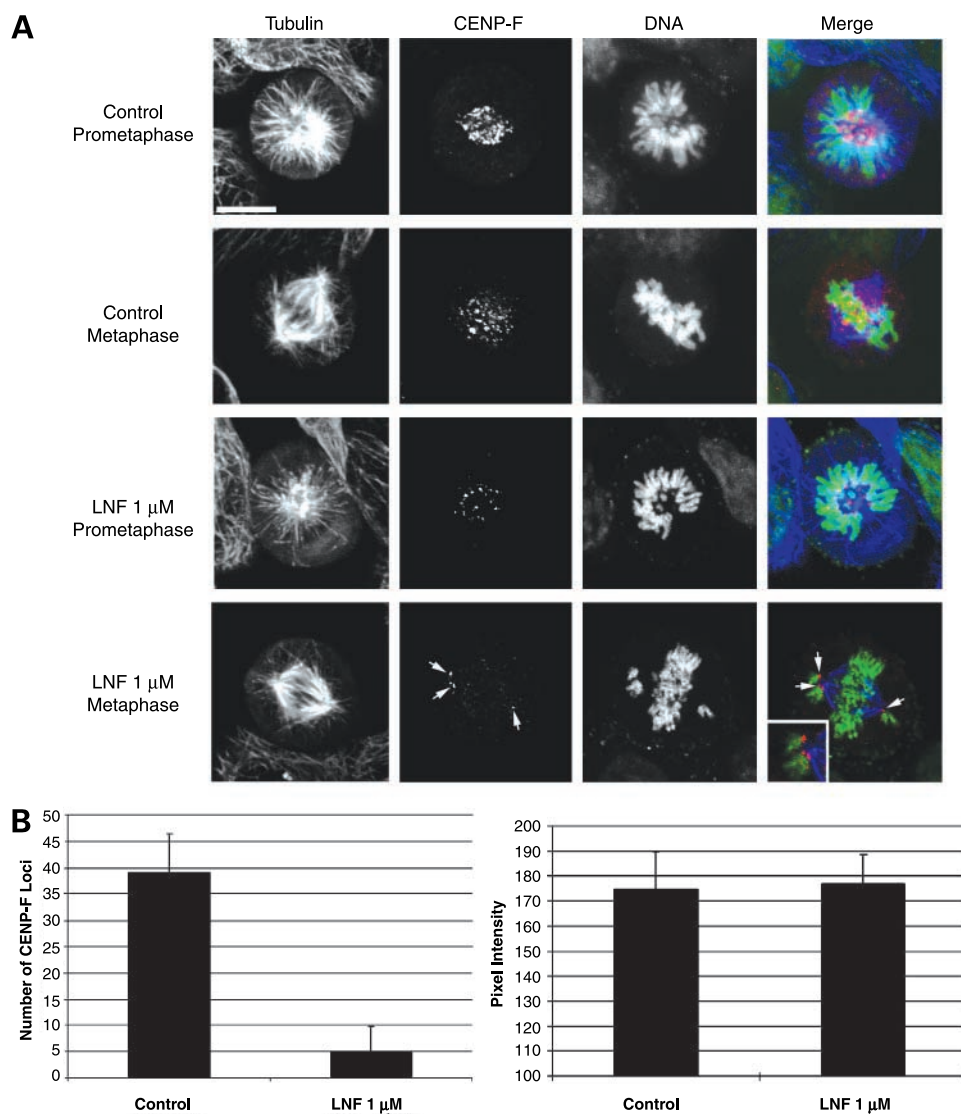 A
Tubulin CENP-F DNA Merge
Control
Prometaphase
Control
Metaphase
LNF 1 μM
Prometaphase
LNF 1 μM
Metaphase
B
Number of CENP-F Loci
50
45
40
35
30
25
20
15
10
5
0
Control LNF 1 μM
Pixel Intensity
200
190
180
170
160
150
140
130
120
110
100
Control LNF 1 μM